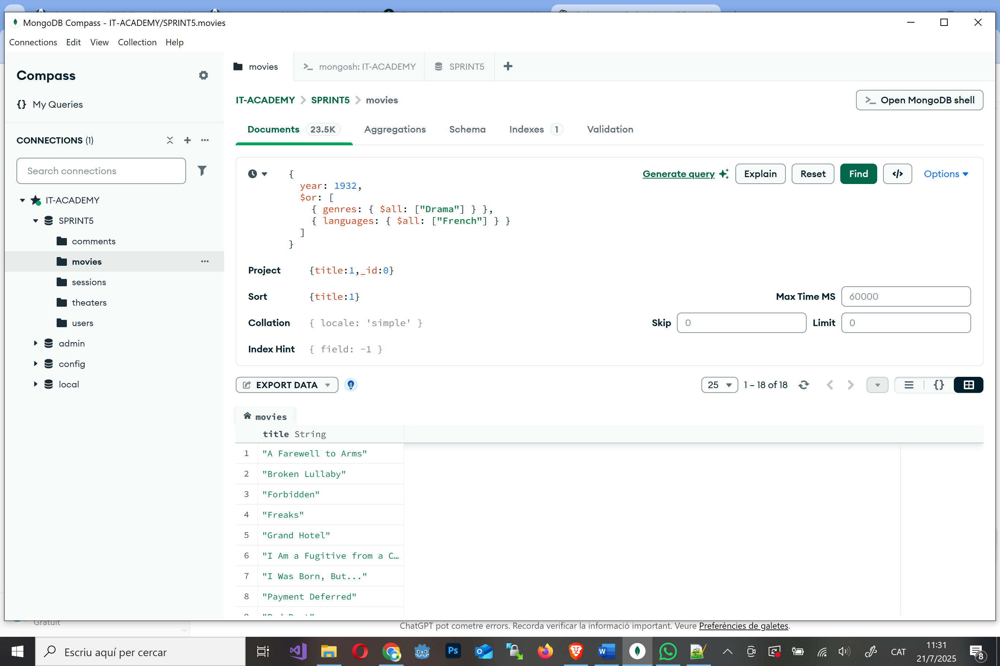 MongoDB Compass - IT-ACADEMY/SPRINT5.movies
Connections Edit View Collection Help
Compass
My Queries
CONNECTIONS (1)
Search connections
IT-ACADEMY
SPRINT5
comments
movies
sessions
theaters
users
admin
config
local
movies
mongosh: IT-ACADEMY
SPRINT5
IT-ACADEMY > SPRINT5 > movies
>_ Open MongoDB shell
Documents 23.5K Aggregations Schema Indexes 1 Validation
Generate query Explain Reset Find </> Options
{
year: 1932,
$or: [
{ genres: { $all: ["Drama"] } },
{ languages: { $all: ["French"] } }
]
}
Project {title:1,_id:0}
Sort {title:1}
Max Time MS 60000
Collation { locale: 'simple' }
Skip 0 Limit 0
Index Hint { field: -1 }
EXPORT DATA
25 1 – 18 of 18
movies
title String
1 "A Farewell to Arms"
2 "Broken Lullaby"
3 "Forbidden"
4 "Freaks"
5 "Grand Hotel"
6 "I Am a Fugitive from a C…
7 "I Was Born, But..."
8 "Payment Deferred"
Gratuït
ChatGPT pot cometre errors. Recorda verificar la informació important. Veure Preferències de galetes.
Escriu aquí per cercar
Ps
CAT
11:31
21/7/2025
8